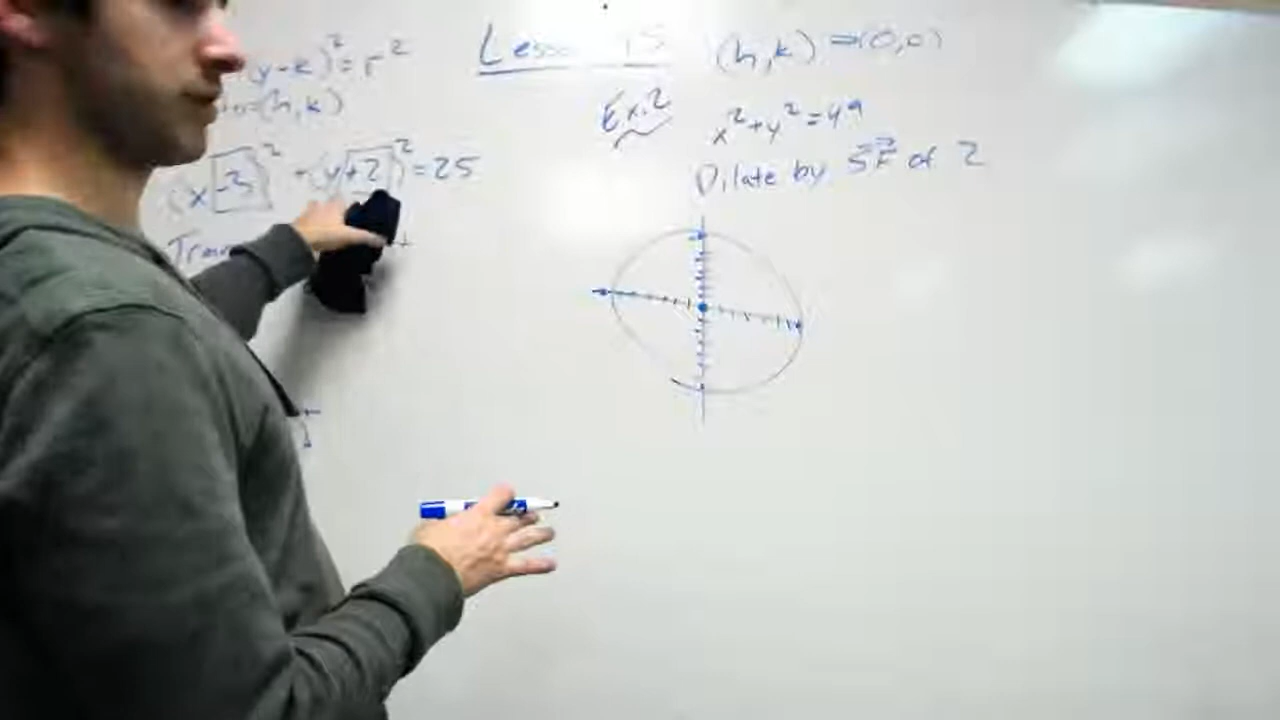 (y-k)²=r²
=(h,k)
(x-3)² +(y+2)²=25
Lesson 15
(h,k) ⇒(0,0)
Ex.2
x²+y²=49
Dilate by SF of 2